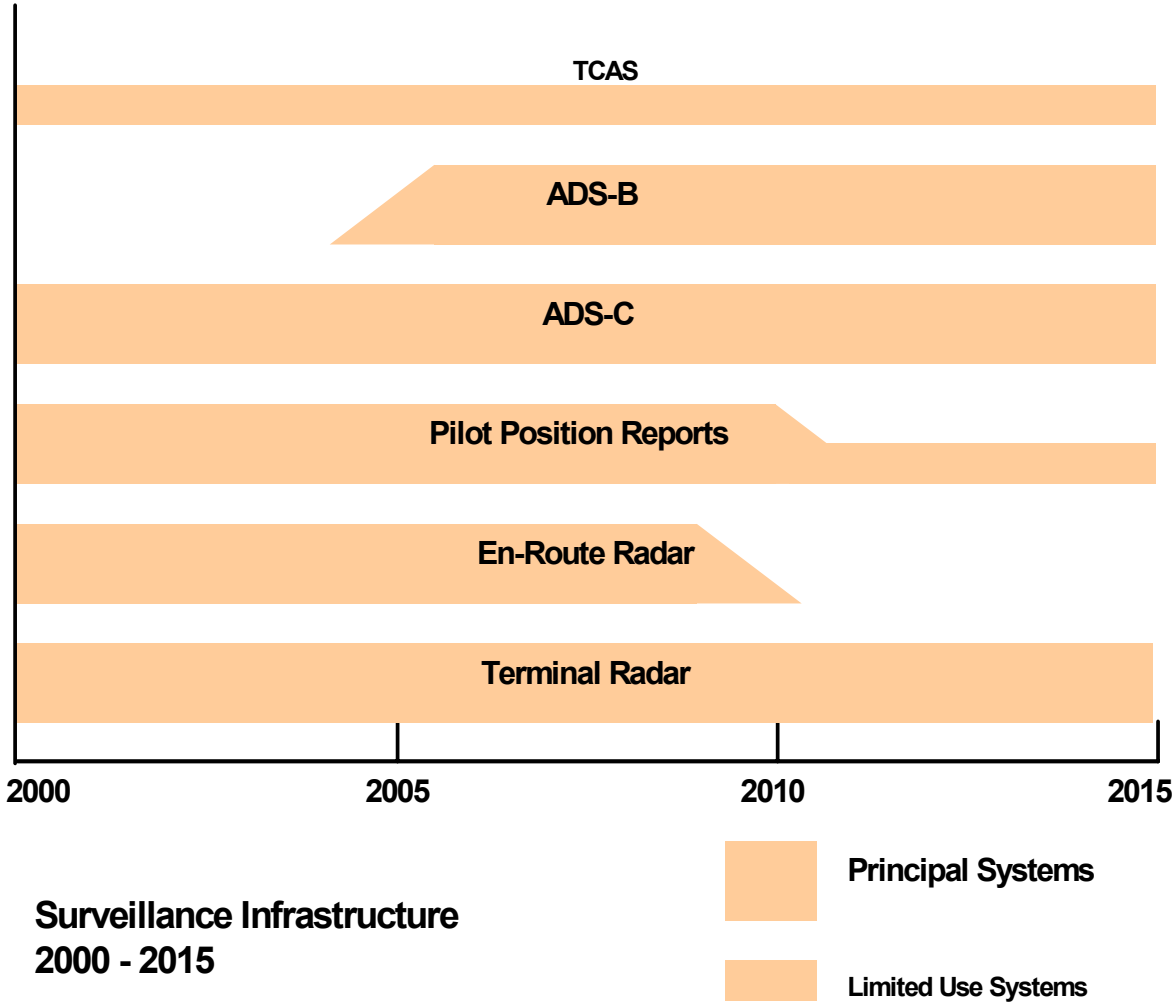 TCAS
ADS-B
ADS-C
Pilot Position Reports
En-Route Radar
Terminal Radar
2000 2005 2010 2015
Principal Systems
Surveillance Infrastructure
2000 - 2015
Limited Use Systems